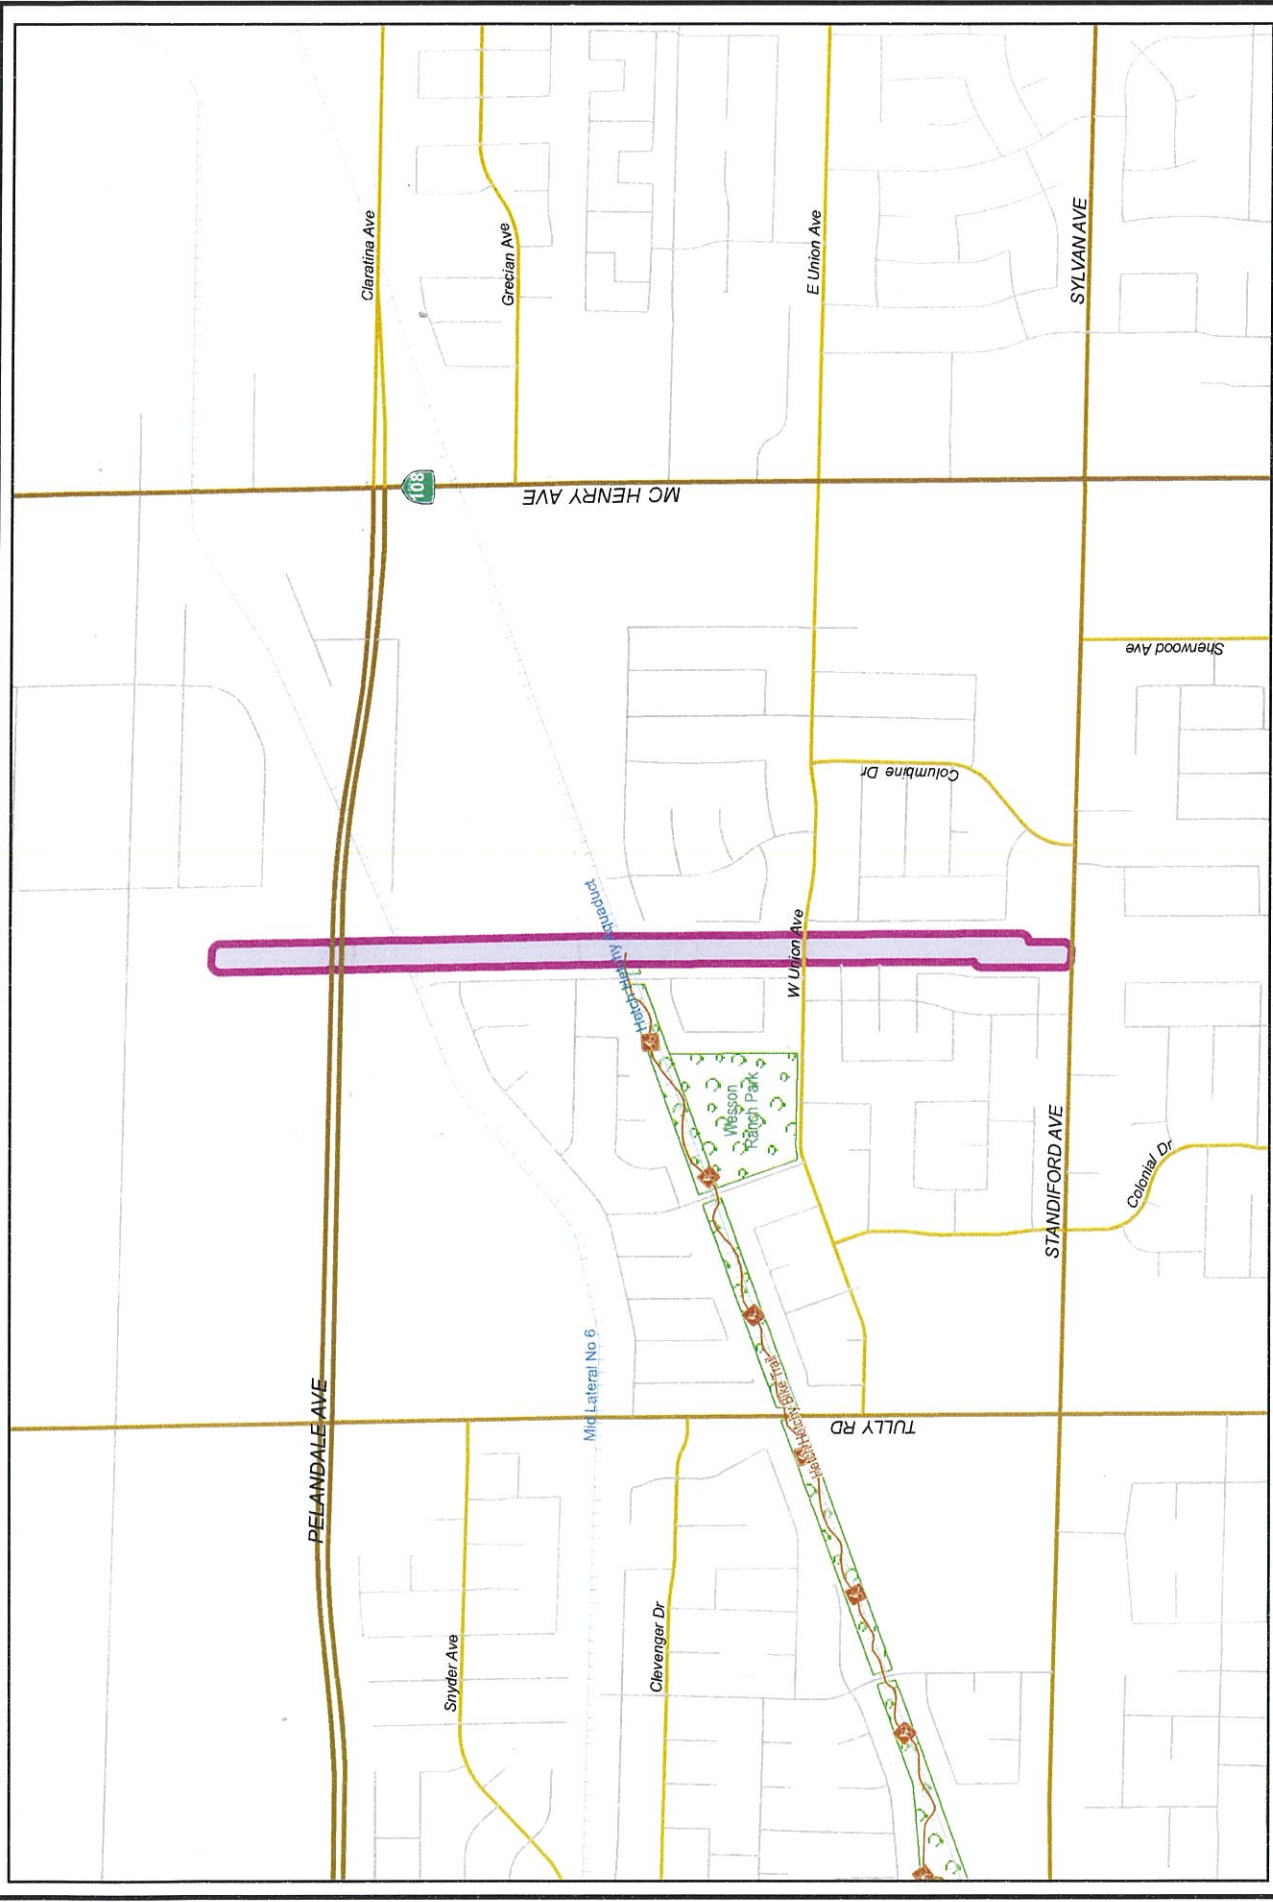 Claratina Ave
Grecian Ave
E Union Ave
SYLVAN AVE
108
MC HENRY AVE
Sherwood Ave
Columbine Dr
Hetch Hetchy Aquaduct
W Union Ave
Wesson
Ranch Park
STANDIFORD AVE
Colonial Dr
Mid Lateral No 6
PELANDALE AVE
Hetch Hetchy Bike Trail
TULLY RD
Snyder Ave
Clevenger Dr